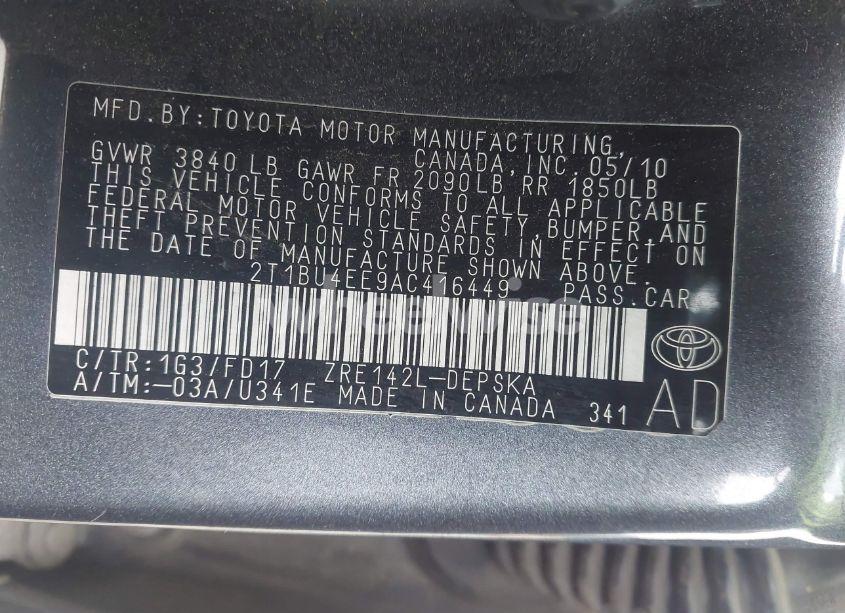 MFD.BY:TOYOTA MOTOR MANUFACTURING,
CANADA,INC.05/10
GVWR 3840 LB GAWR FR.2090LB RR 1850LB
THIS VEHICLE CONFORMS TO ALL APPLICABLE
FEDERAL MOTOR VEHICLE SAFETY,BUMPER,AND
THEFT PREVENTION STANDARDS IN EFFECT ON
THE DATE OF MANUFACTURE SHOWN ABOVE.
2T1BU4EE9AC416449 PASS.CAR
wheelwise
C/TR:1G3/FD17 ZRE142L-DEPSKA
A/TM:-03A/U341E MADE IN CANADA 341
AD